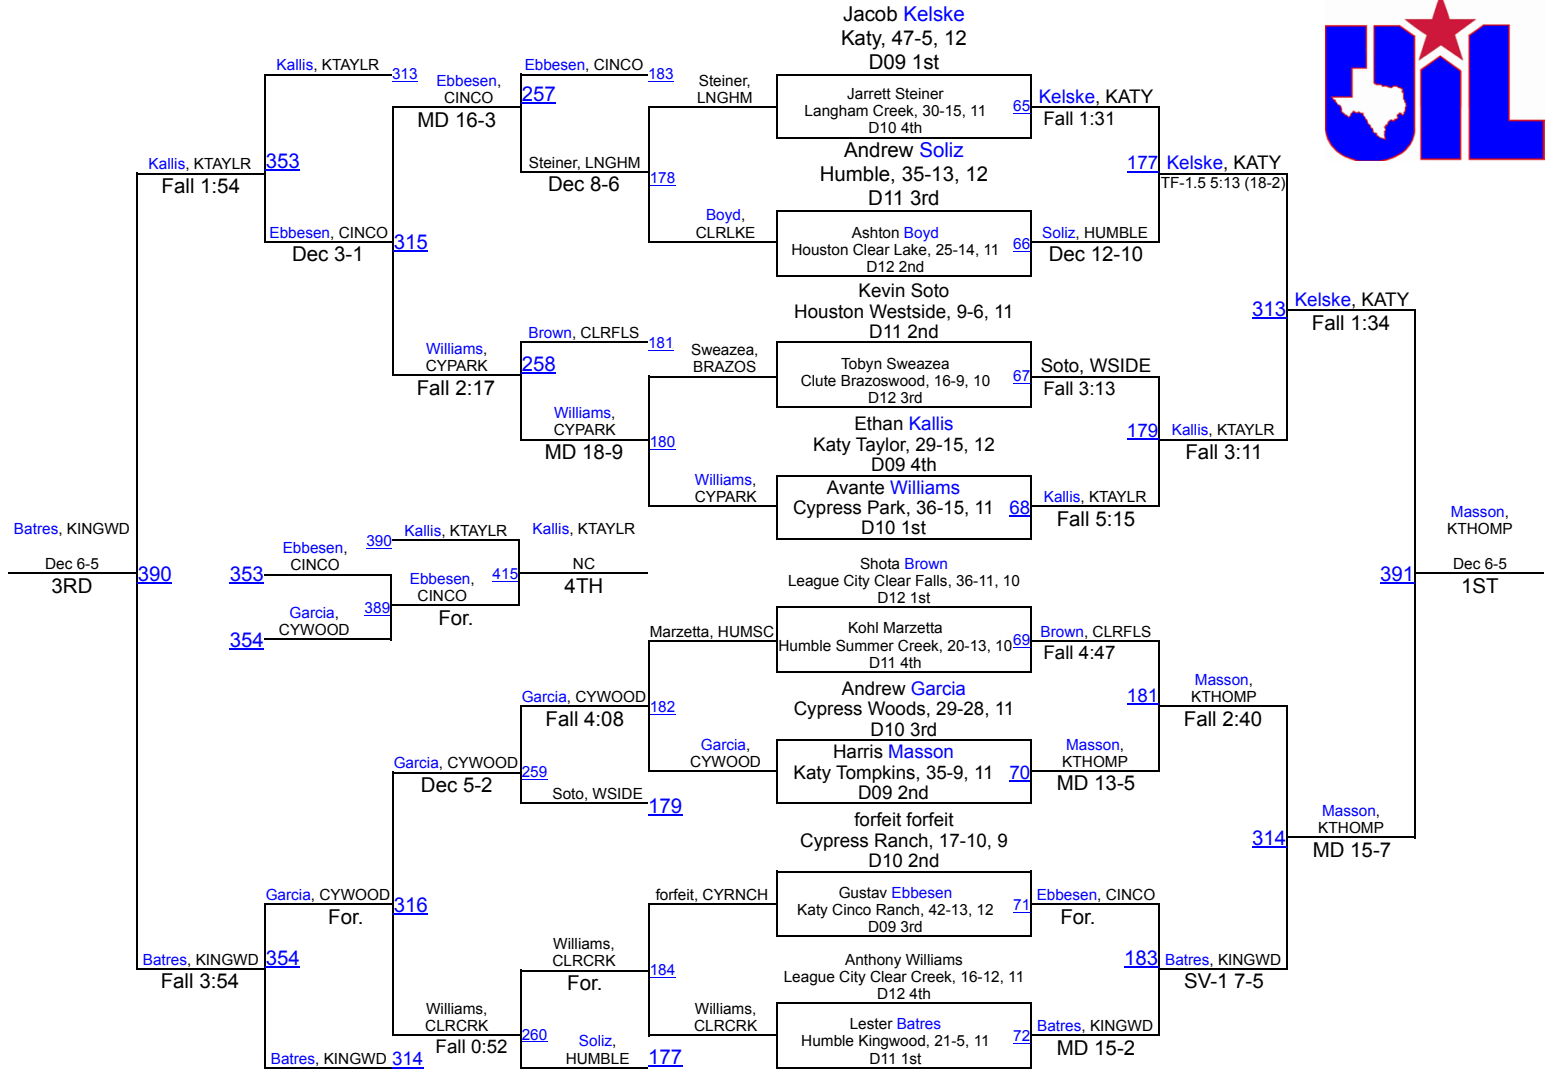 Jacob Kelske
Katy, 47-5, 12
D09 1st
Jarrett Steiner
Langham Creek, 30-15, 11
D10 4th
Andrew Soliz
Humble, 35-13, 12
D11 3rd
Ashton Boyd
Houston Clear Lake, 25-14, 11
D12 2nd
Kevin Soto
Houston Westside, 9-6, 11
D11 2nd
Tobyn Sweazea
Clute Brazoswood, 16-9, 10
D12 3rd
Ethan Kallis
Katy Taylor, 29-15, 12
D09 4th
Avante Williams
Cypress Park, 36-15, 11
D10 1st
Shota Brown
League City Clear Falls, 36-11, 10
D12 1st
Kohl Marzetta
Humble Summer Creek, 20-13, 10
D11 4th
Andrew Garcia
Cypress Woods, 29-28, 11
D10 3rd
Harris Masson
Katy Tompkins, 35-9, 11
D09 2nd
forfeit forfeit
Cypress Ranch, 17-10, 9
D10 2nd
Gustav Ebbesen
Katy Cinco Ranch, 42-13, 12
D09 3rd
Anthony Williams
League City Clear Creek, 16-12, 11
D12 4th
Lester Batres
Humble Kingwood, 21-5, 11
D11 1st
65
Kelske, KATY
Fall 1:31
66
Soliz, HUMBLE
Dec 12-10
67
Soto, WSIDE
Fall 3:13
68
Kallis, KTAYLR
Fall 5:15
69
Brown, CLRFLS
Fall 4:47
70
Masson,
KTHOMP
MD 13-5
71
Ebbesen, CINCO
For.
72
Batres, KINGWD
MD 15-2
177
Kelske, KATY
TF-1.5 5:13 (18-2)
179
Kallis, KTAYLR
Fall 3:11
181
Masson,
KTHOMP
Fall 2:40
183
Batres, KINGWD
SV-1 7-5
313
Kelske, KATY
Fall 1:34
314
Masson,
KTHOMP
MD 15-7
391
Masson,
KTHOMP
Dec 6-5
1ST
UIL
Steiner,
LNGHM
Boyd,
CLRLKE
Sweazea,
BRAZOS
Williams,
CYPARK
Marzetta, HUMSC
Garcia,
CYWOOD
forfeit, CYRNCH
Williams,
CLRCRK
Ebbesen, CINCO
183
178
Steiner, LNGHM
Dec 8-6
Brown, CLRFLS
181
180
Williams,
CYPARK
MD 18-9
182
Garcia, CYWOOD
Fall 4:08
Soto, WSIDE
179
184
Williams,
CLRCRK
For.
Soliz,
HUMBLE
177
257
Ebbesen,
CINCO
MD 16-3
258
Williams,
CYPARK
Fall 2:17
259
Garcia, CYWOOD
Dec 5-2
260
Williams,
CLRCRK
Fall 0:52
Kallis, KTAYLR
313
315
Ebbesen, CINCO
Dec 3-1
316
Garcia, CYWOOD
For.
Batres, KINGWD
314
353
Kallis, KTAYLR
Fall 1:54
354
Batres, KINGWD
Fall 3:54
390
Batres, KINGWD
Dec 6-5
3RD
353
Ebbesen,
CINCO
354
Garcia,
CYWOOD
390
Kallis, KTAYLR
389
Ebbesen,
CINCO
For.
415
Kallis, KTAYLR
NC
4TH